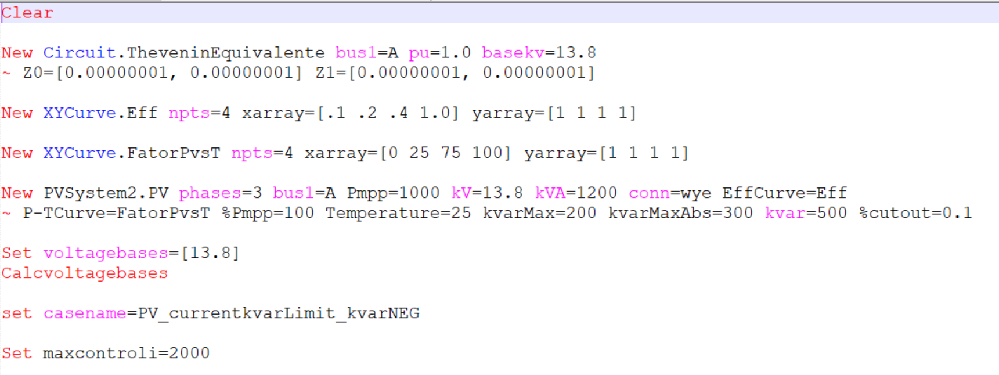 Clear
New Circuit.TheveninEquivalente bus1=A pu=1.0 basekv=13.8
~ Z0=[0.00000001, 0.00000001] Z1=[0.00000001, 0.00000001]
New XYCurve.Eff npts=4 xarray=[.1 .2 .4 1.0] yarray=[1 1 1 1]
New XYCurve.FatorPvsT npts=4 xarray=[0 25 75 100] yarray=[1 1 1 1]
New PVSystem2.PV phases=3 bus1=A Pmpp=1000 kV=13.8 kVA=1200 conn=wye EffCurve=Eff
~ P-TCurve=FatorPvsT %Pmpp=100 Temperature=25 kvarMax=200 kvarMaxAbs=300 kvar=500 %cutout=0.1
Set voltagebases=[13.8]
Calcvoltagebases
set casename=PV_currentkvarLimit_kvarNEG
Set maxcontroli=2000